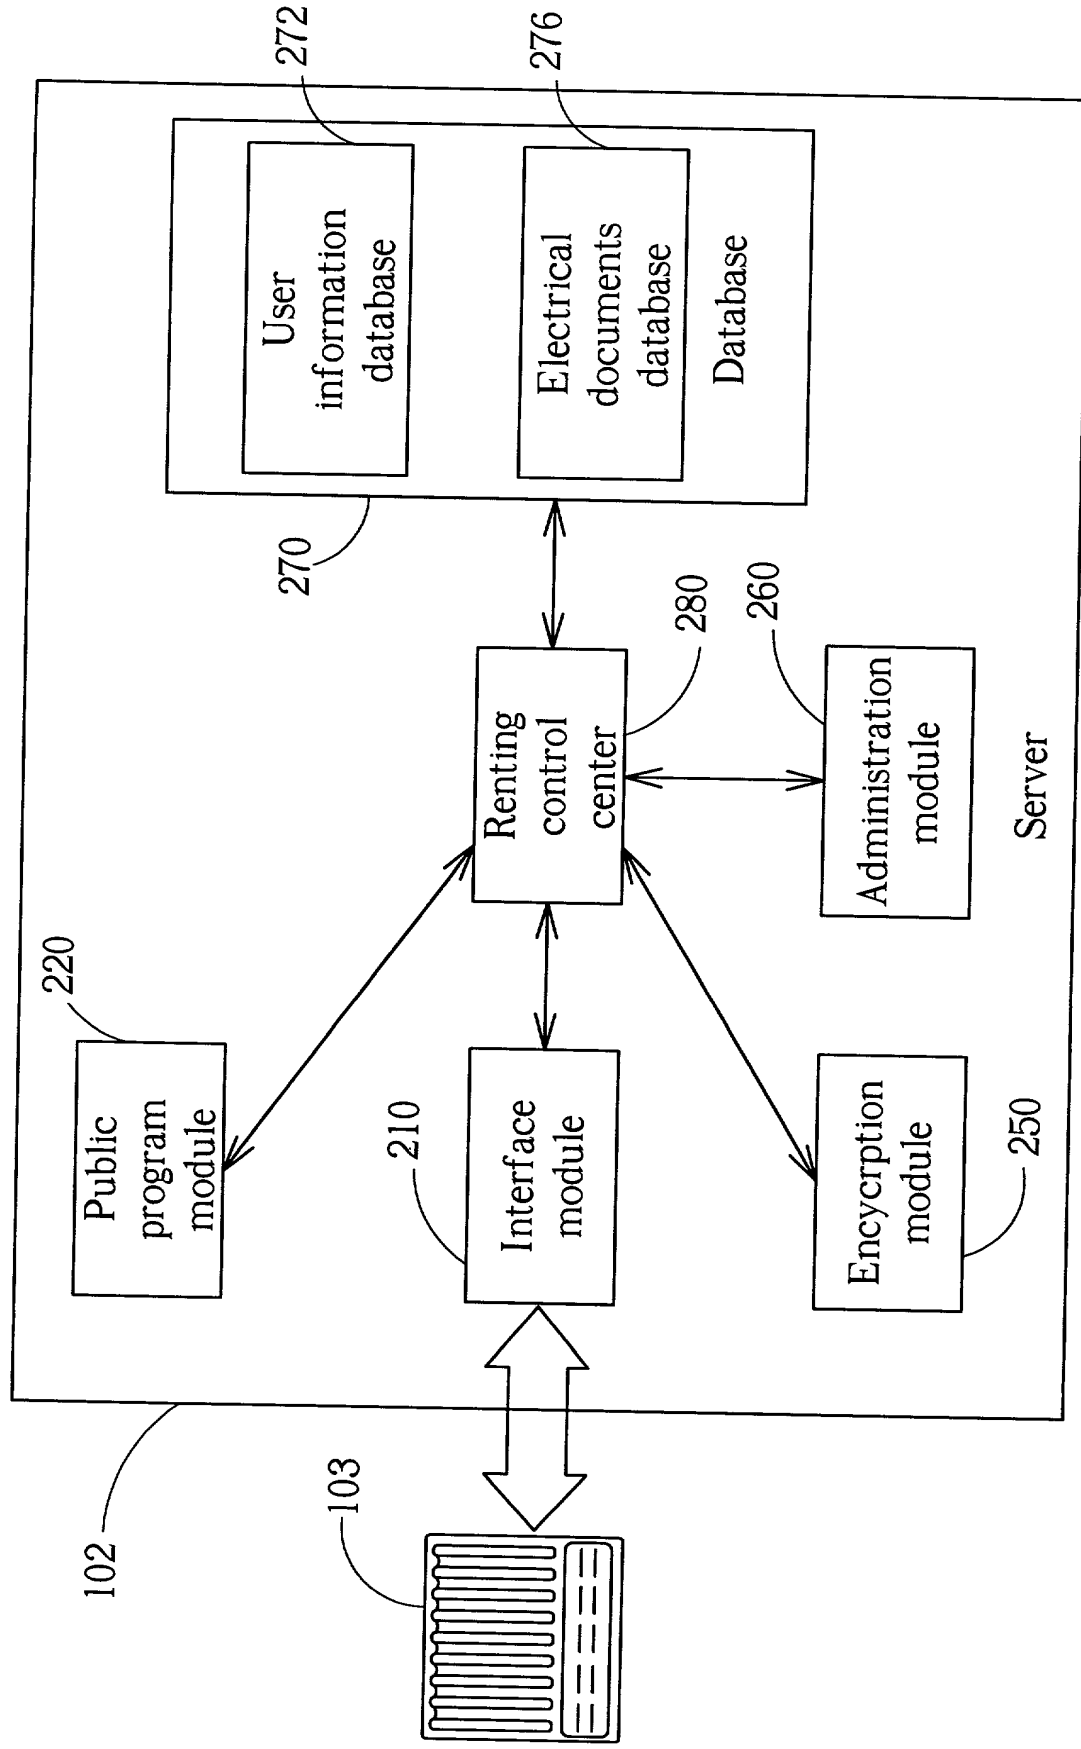 102
103
220
Public
program
module
210
Interface
module
Encycrption
module
250
Renting
control
center
280
260
Administration
module
270
272
User
information
database
276
Electrical
documents
database
Database
Server